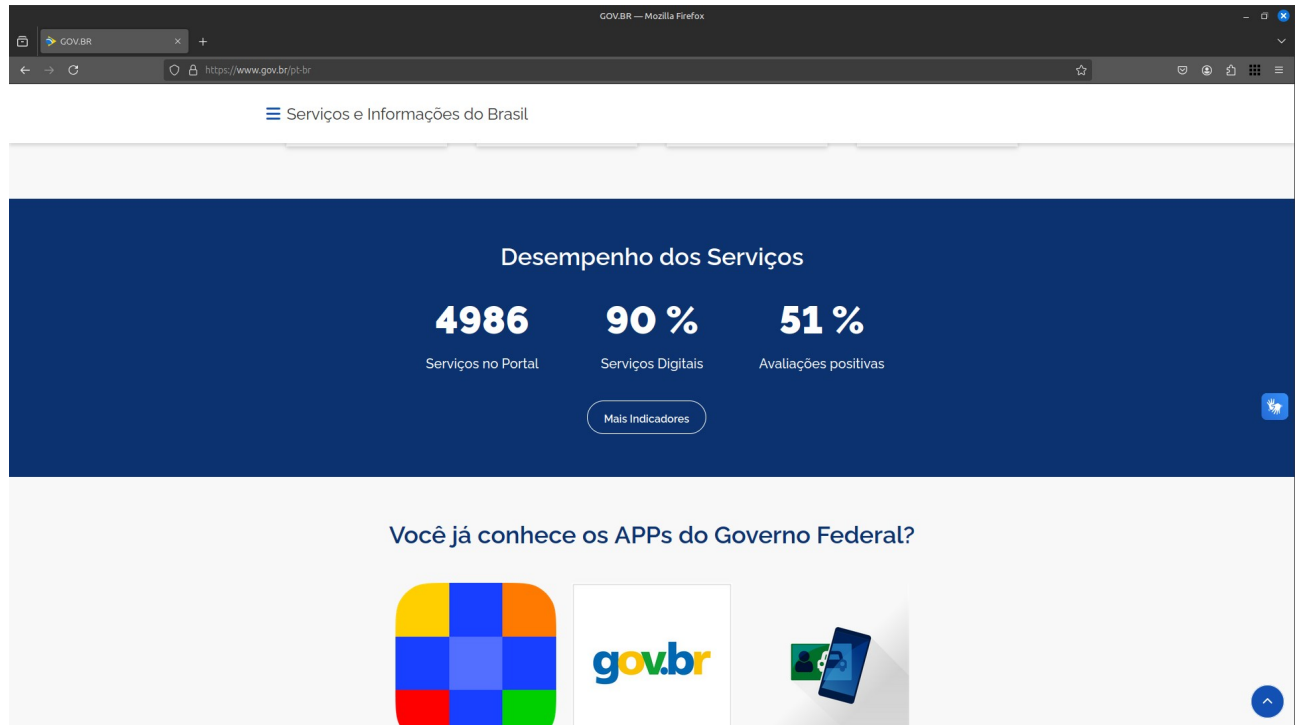 GOV.BR — Mozilla Firefox
GOV.BR
https://www.gov.br/pt-br
Serviços e Informações do Brasil
Desempenho dos Serviços
4986 90 % 51 %
Serviços no Portal Serviços Digitais Avaliações positivas
Mais Indicadores
Você já conhece os APPs do Governo Federal?
gov.br